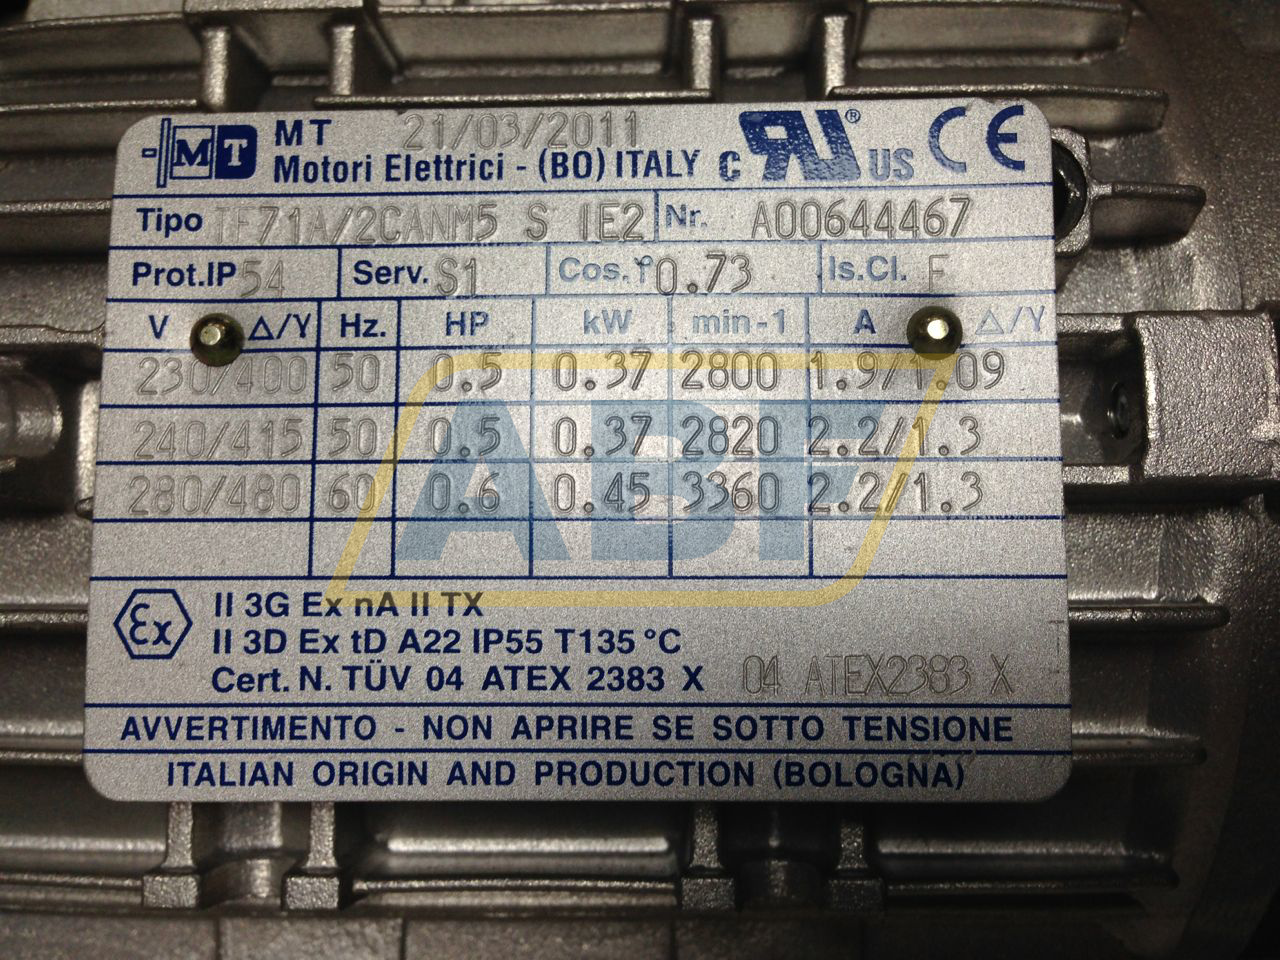 MT MT 21/03/2011
Motori Elettrici - (BO) ITALY c RU® US CE
Tipo TF71A/2CANM5 S IE2 Nr. A00644467
Prot.IP 54 Serv. S1 Cos.φ 0.73 Is.Cl. F
V Δ/Y Hz. HP kW min-1 A Δ/Y
230/400 50 0.5 0.37 2800 1.9/1.09
240/415 50 0.5 0.37 2820 2.2/1.3
280/480 60 0.6 0.45 3360 2.2/1.3
ABF
Ex II 3G Ex nA II TX
II 3D Ex tD A22 IP55 T135 °C
Cert. N. TÜV 04 ATEX 2383 X 04 ATEX2383 X
AVVERTIMENTO - NON APRIRE SE SOTTO TENSIONE
ITALIAN ORIGIN AND PRODUCTION (BOLOGNA)